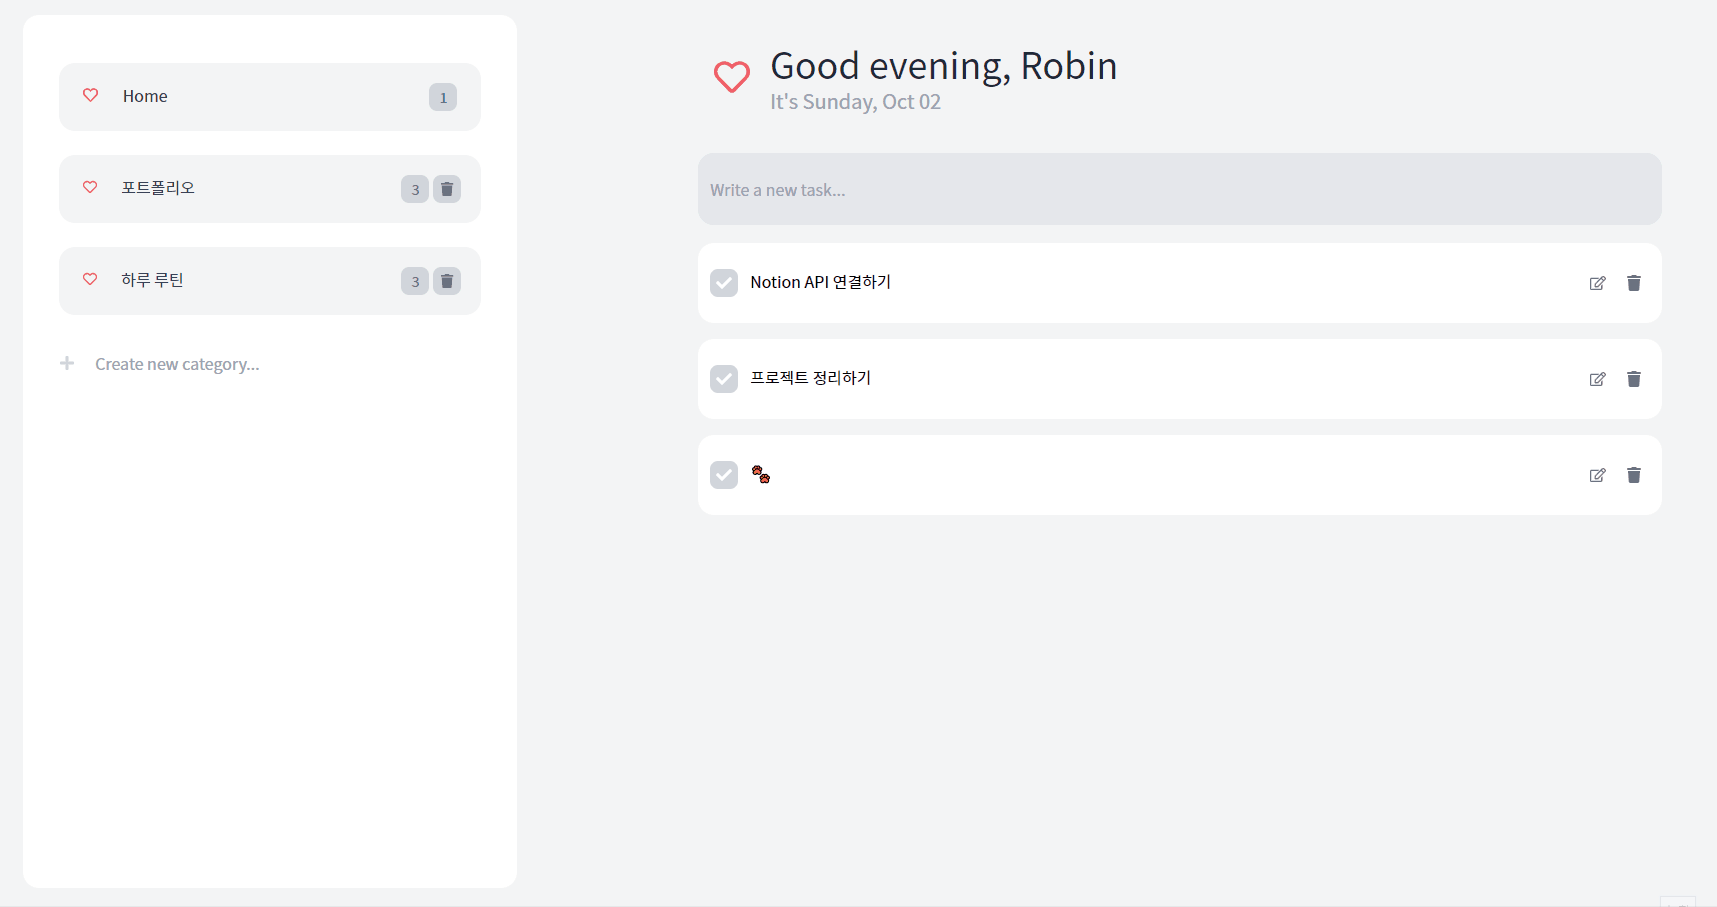 Home
1
포트폴리오
3
하루 루틴
3
Create new category...
Good evening, Robin
It's Sunday, Oct 02
Write a new task...
Notion API 연결하기
프로젝트 정리하기